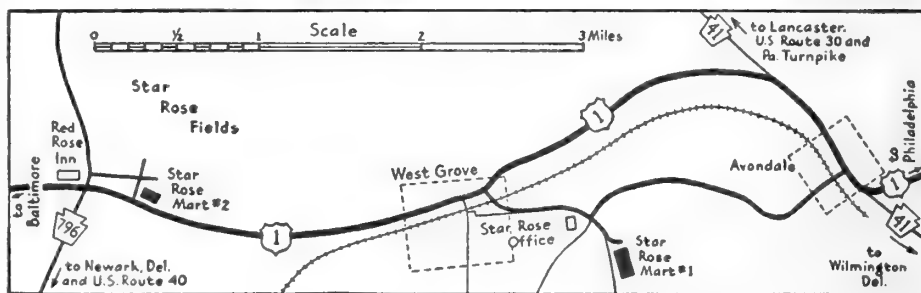 0 ½ 1 Scale 2 3 Miles
41
to Lancaster.
U.S Route 30 and
Pa. Turnpike
Star
Rose
Fields
1
Red
Rose
Inn
Star
Rose
Mart #2
West Grove
Avondale
Philadelphia
to
Baltimore
796
1
Star Rose
Office
Star
Rose
Mart #1
1
41
to Newark, Del.
and U.S. Route 40
to
Wilmington
Del.